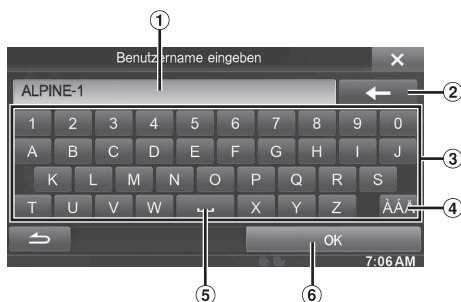 ①
Benutzername eingeben
ALPINE-1
②
1 2 3 4 5 6 7 8 9 0
A B C D E F G H I J
③
K L M N O P Q R S
T U V W X Y Z ÀÁÄ
④
OK
7:06 AM
⑤ ⑥